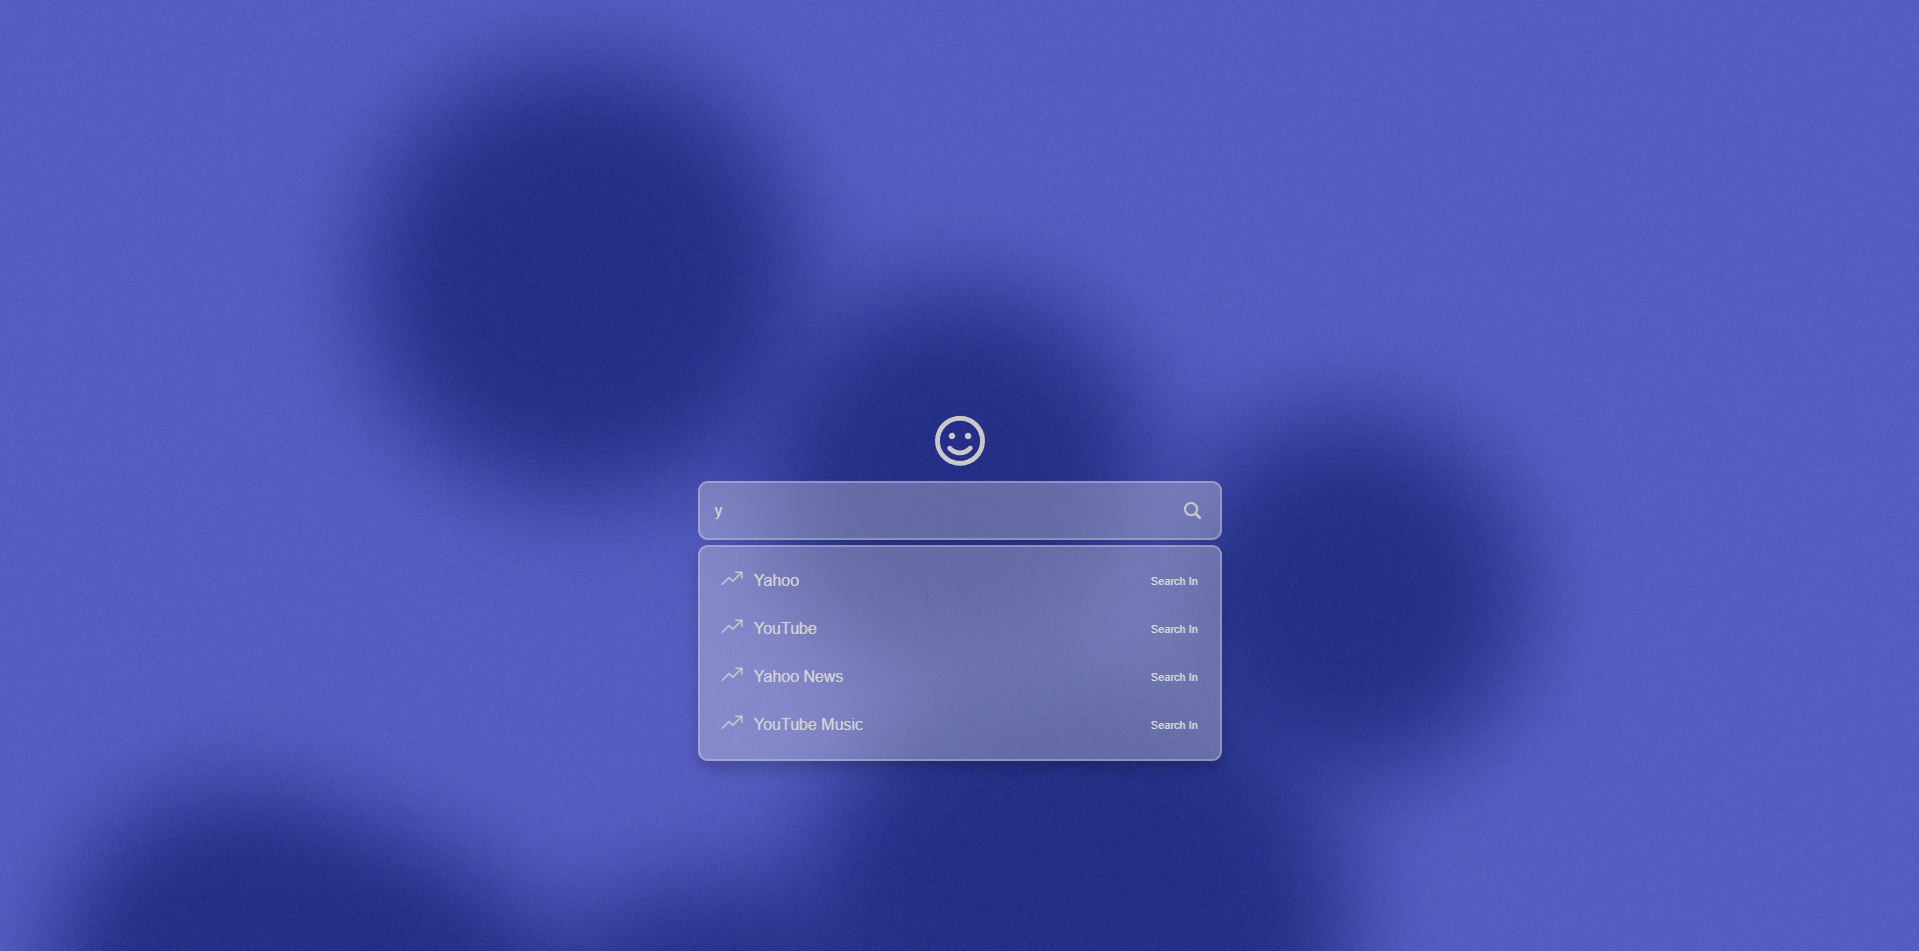 y
Yahoo Search In
YouTube Search In
Yahoo News Search In
YouTube Music Search In